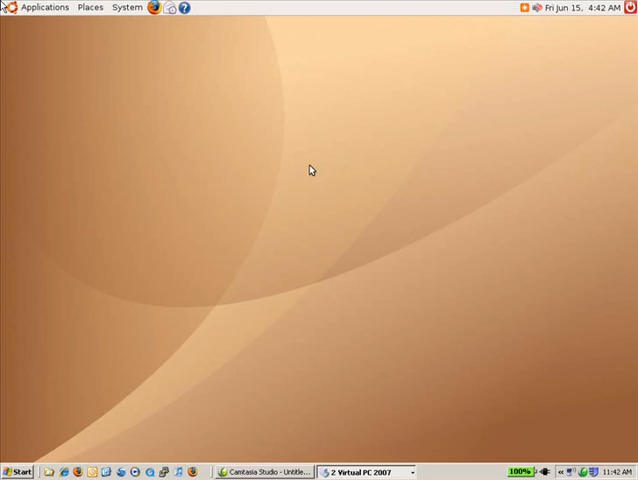 Applications Places System Fri Jun 15, 4:42 AM
Start Camtasia Studio - Untitle... 2 Virtual PC 2007 100% « 11:42 AM